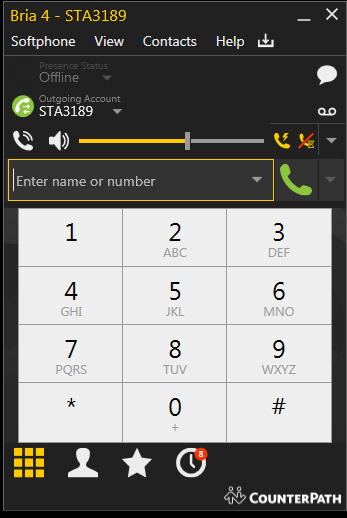 Bria 4 - STA3189
Softphone View Contacts Help
Presence Status
Offline
Outgoing Account
STA3189
Enter name or number
1 2 3
ABC DEF
4 5 6
GHI JKL MNO
7 8 9
PQRS TUV WXYZ
* 0 #
+
8
COUNTERPATH